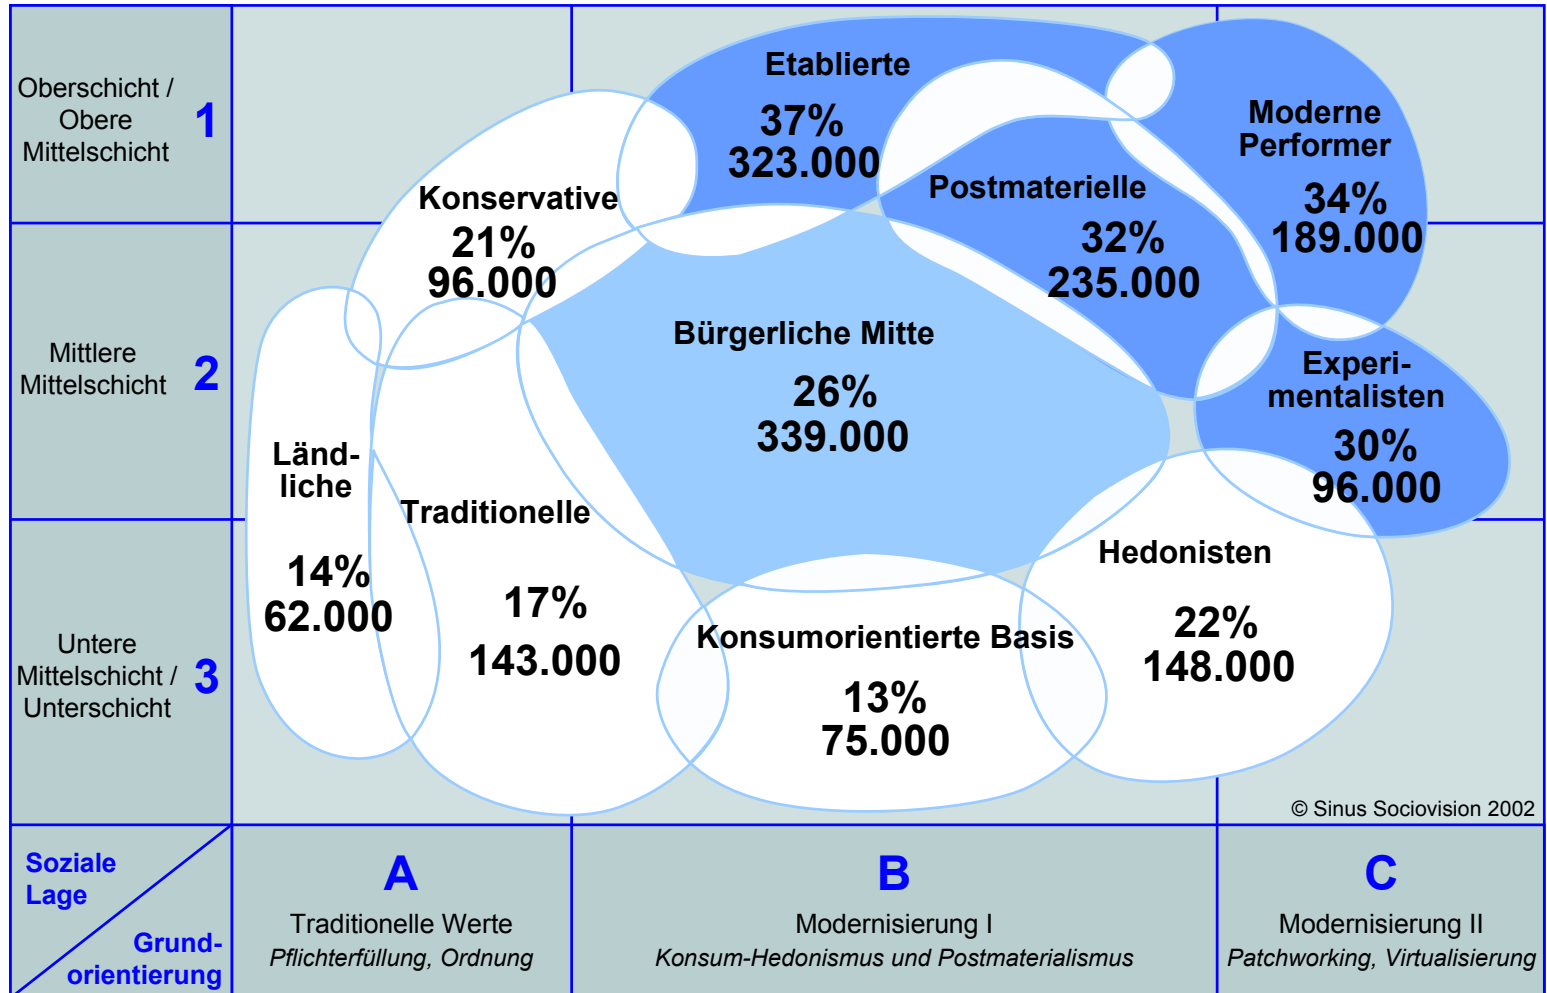 Oberschicht /
Obere
Mittelschicht
1
Etablierte
37%
323.000
Moderne
Performer
34%
189.000
Konservative
21%
96.000
Postmaterielle
32%
235.000
Mittlere
Mittelschicht
2
Bürgerliche Mitte
26%
339.000
Experi-
mentalisten
30%
96.000
Länd-
liche
14%
62.000
Traditionelle
17%
143.000
Hedonisten
22%
148.000
Untere
Mittelschicht /
Unterschicht
3
Konsumorientierte Basis
13%
75.000
© Sinus Sociovision 2002
Soziale
Lage
Grund-
orientierung
A
Traditionelle Werte
Pflichterfüllung, Ordnung
B
Modernisierung I
Konsum-Hedonismus und Postmaterialismus
C
Modernisierung II
Patchworking, Virtualisierung